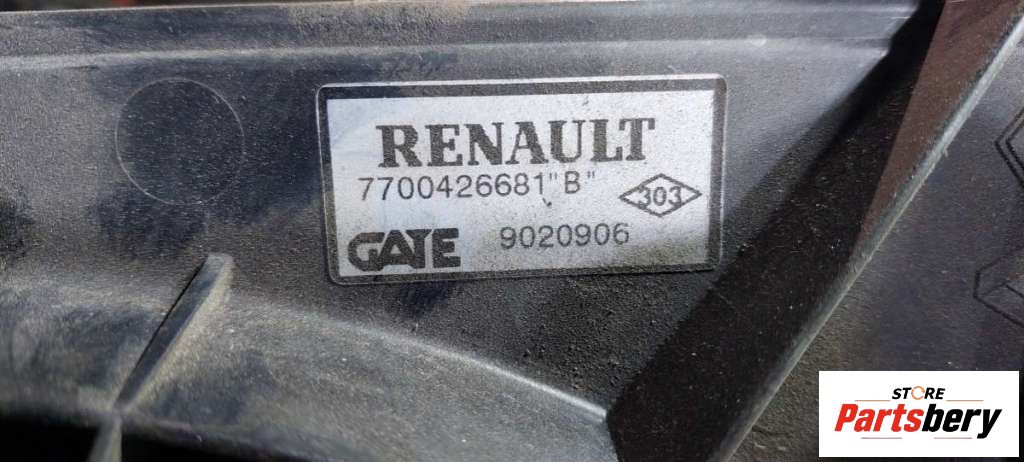 RENAULT
7700426681"B"
303
GATE 9020906
STORE
Partsbery